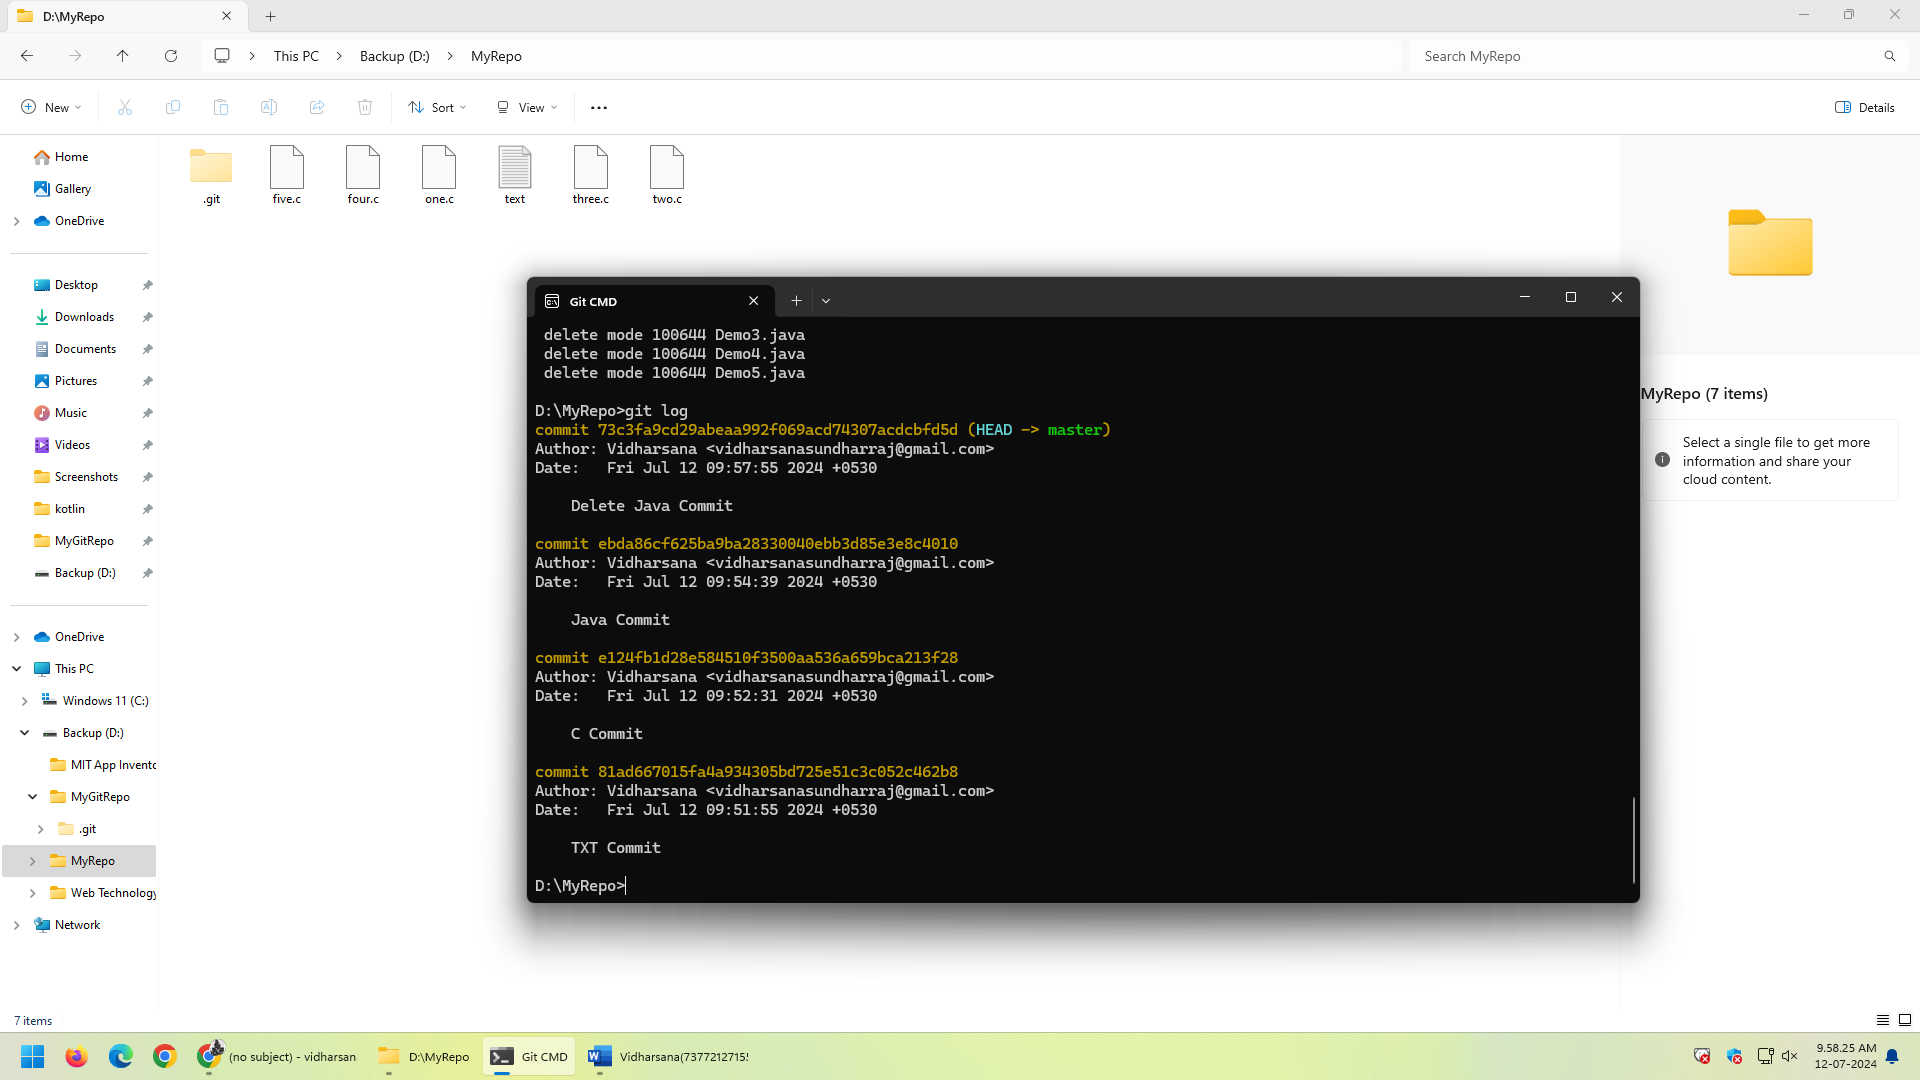 D:\MyRepo
This PC
Backup (D:)
MyRepo
Search MyRepo
New
Sort
View
Details
Home
Gallery
OneDrive
Desktop
Downloads
Documents
Pictures
Music
Videos
Screenshots
kotlin
MyGitRepo
Backup (D:)
OneDrive
This PC
Windows 11 (C:)
Backup (D:)
MIT App Invento
MyGitRepo
.git
MyRepo
Web Technology
Network
.git
five.c
four.c
one.c
text
three.c
two.c
Git CMD
delete mode 100644 Demo3.java
delete mode 100644 Demo4.java
delete mode 100644 Demo5.java
D:\MyRepo>git log
commit 73c3fa9cd29abeaa992f069acd74307acdcbfd5d (HEAD -> master)
Author: Vidharsana <vidharsanasundharraj@gmail.com>
Date:   Fri Jul 12 09:57:55 2024 +0530
Delete Java Commit
commit ebda86cf625ba9ba28330040ebb3d85e3e8c4010
Author: Vidharsana <vidharsanasundharraj@gmail.com>
Date:   Fri Jul 12 09:54:39 2024 +0530
Java Commit
commit e124fb1d28e584510f3500aa536a659bca213f28
Author: Vidharsana <vidharsanasundharraj@gmail.com>
Date:   Fri Jul 12 09:52:31 2024 +0530
C Commit
commit 81ad667015fa4a934305bd725e51c3c052c462b8
Author: Vidharsana <vidharsanasundharraj@gmail.com>
Date:   Fri Jul 12 09:51:55 2024 +0530
TXT Commit
D:\MyRepo>
MyRepo (7 items)
Select a single file to get more
information and share your
cloud content.
7 items
(no subject) - vidharsan
D:\MyRepo
Git CMD
Vidharsana(7377212715!
9.58.25 AM
12-07-2024